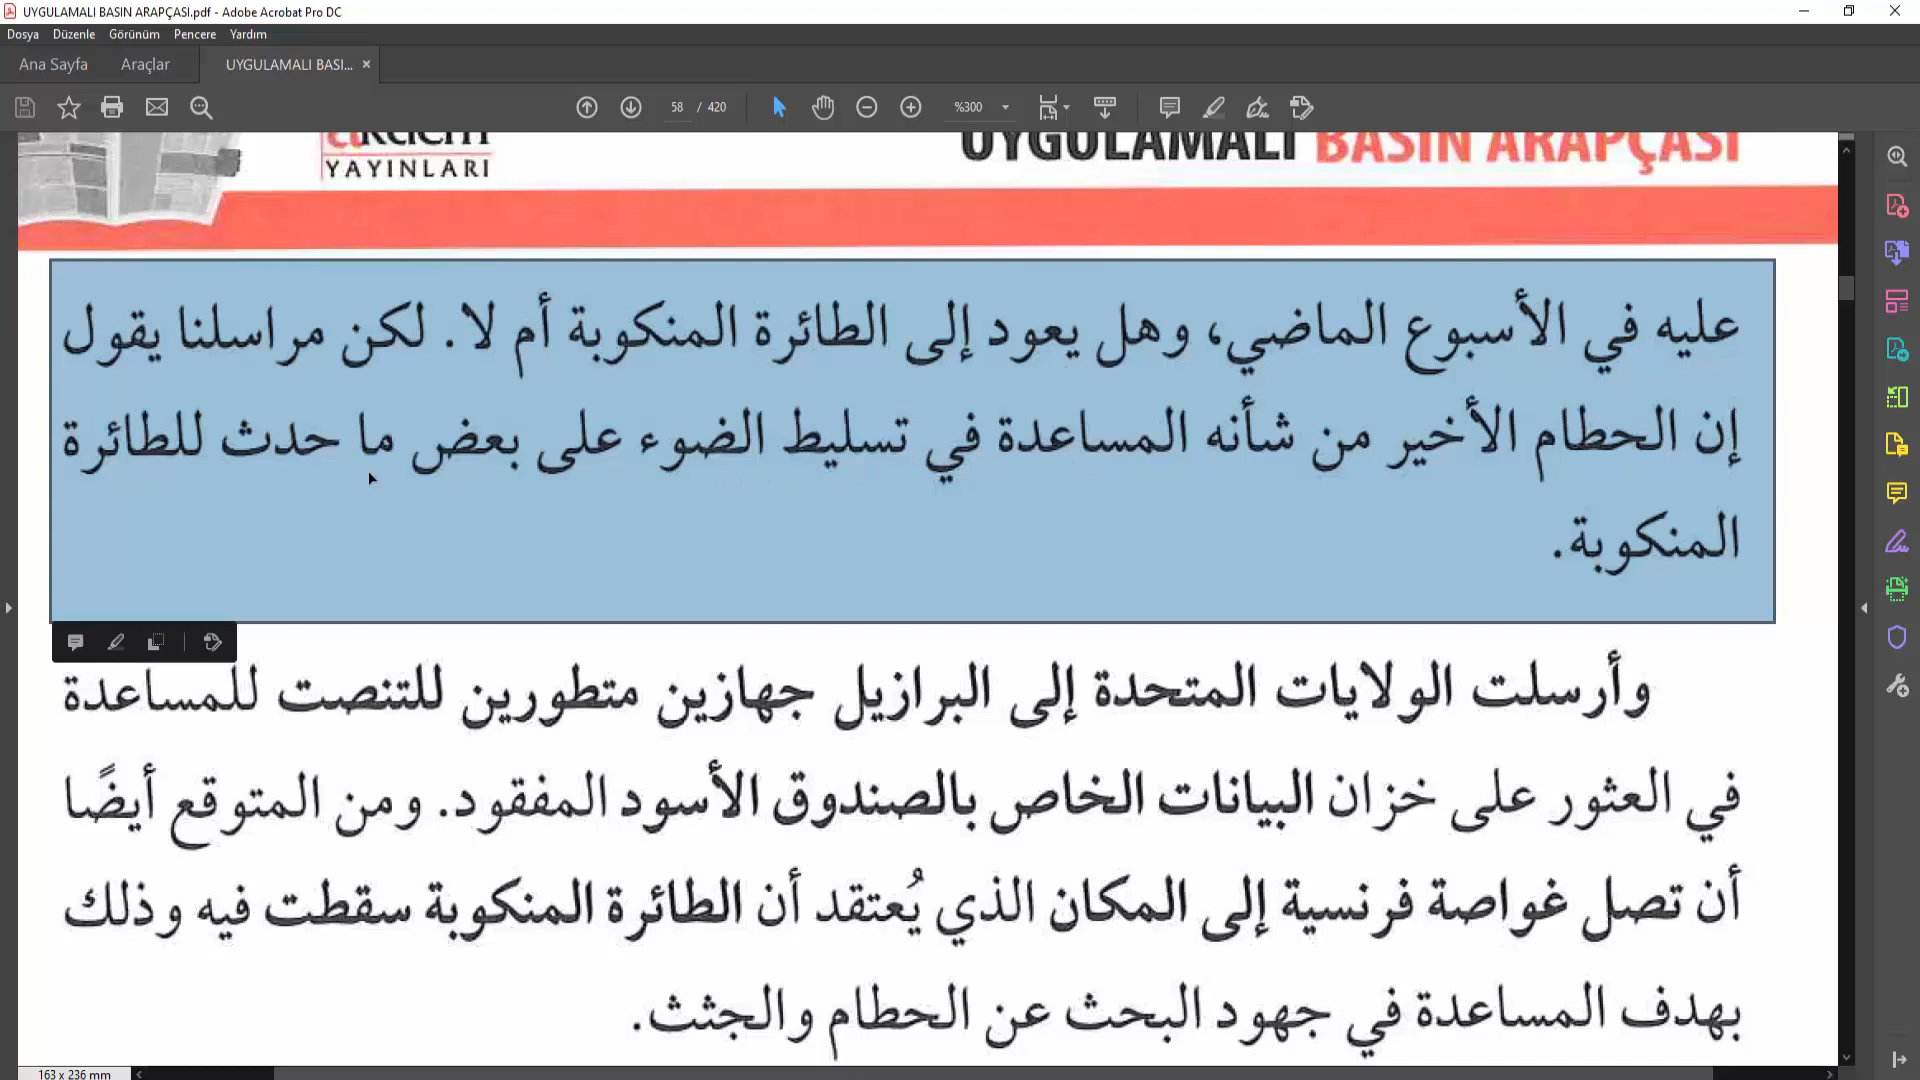 UYGULAMALI BASIN ARAPÇASI.pdf - Adobe Acrobat Pro DC
Dosya Düzenle Görünüm Pencere Yardım
Ana Sayfa Araçlar UYGULAMALI BASI... ×
58 / 420 %300
akdem
YAYINLARI
UYGULAMALI BASIN ARAPÇASI
عليه في الأسبوع الماضي، وهل يعود إلى الطائرة المنكوبة أم لا. لكن مراسلنا يقول
إن الحطام الأخير من شأنه المساعدة في تسليط الضوء على بعض ما حدث للطائرة
المنكوبة.
وأرسلت الولايات المتحدة إلى البرازيل جهازين متطورين للتنصت للمساعدة
في العثور على خزان البيانات الخاص بالصندوق الأسود المفقود. ومن المتوقع أيضًا
أن تصل غواصة فرنسية إلى المكان الذي يُعتقد أن الطائرة المنكوبة سقطت فيه وذلك
بهدف المساعدة في جهود البحث عن الحطام والجثث.
163 x 236 mm